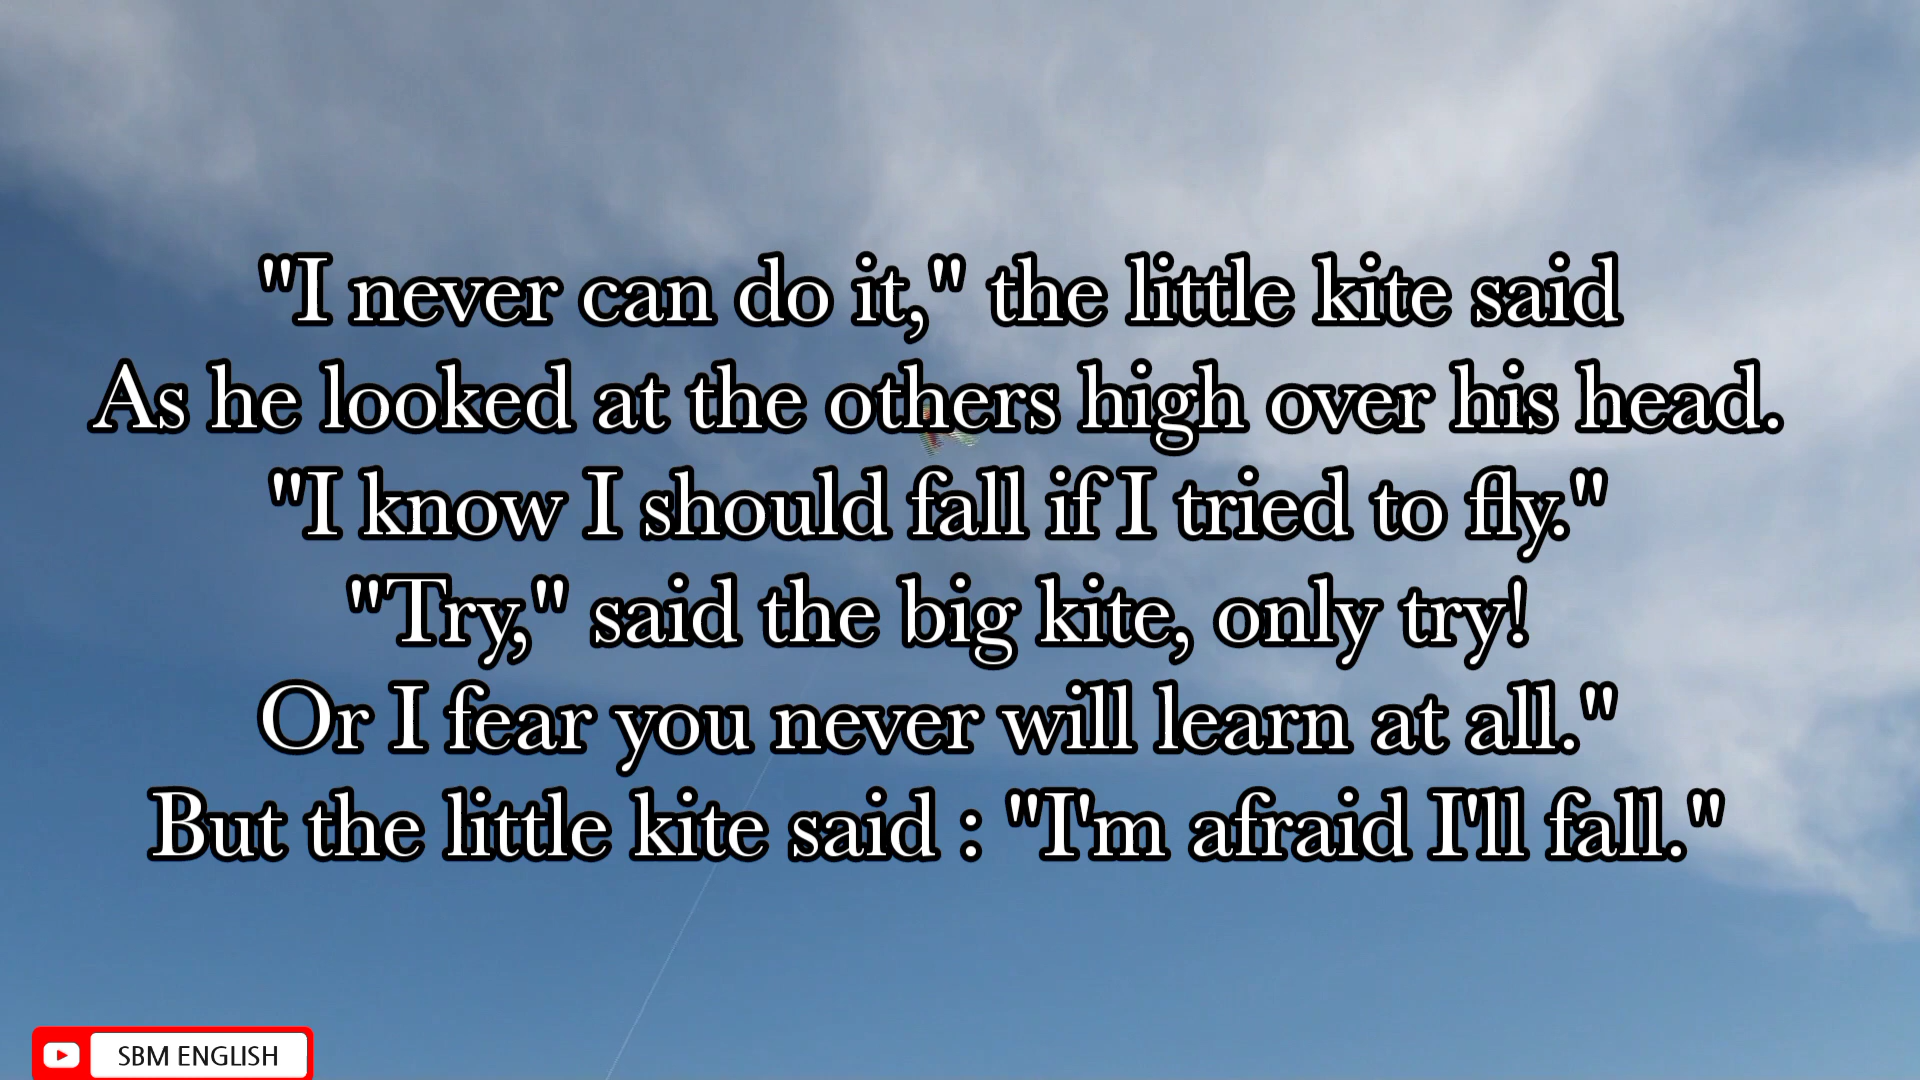 "I never can do it," the little kite said
As he looked at the others high over his head.
"I know I should fall if I tried to fly."
"Try," said the big kite, only try!
Or I fear you never will learn at all."
But the little kite said : "I'm afraid I'll fall."
SBM ENGLISH